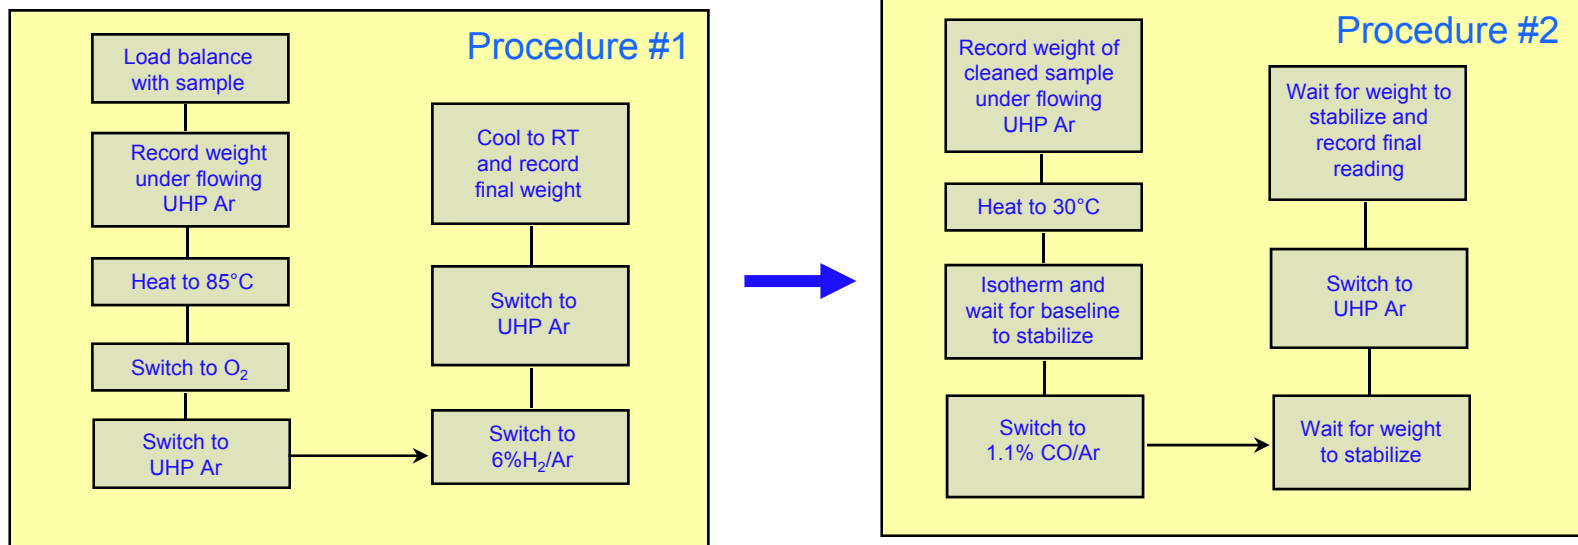 Procedure #1
Load balance
with sample
Record weight
under flowing
UHP Ar
Heat to 85°C
Switch to O₂
Switch to
UHP Ar
Switch to
6%H₂/Ar
Switch to
UHP Ar
Cool to RT
and record
final weight
Procedure #2
Record weight of
cleaned sample
under flowing
UHP Ar
Heat to 30°C
Isotherm and
wait for baseline
to stabilize
Switch to
1.1% CO/Ar
Wait for weight
to stabilize
Switch to
UHP Ar
Wait for weight to
stabilize and
record final
reading